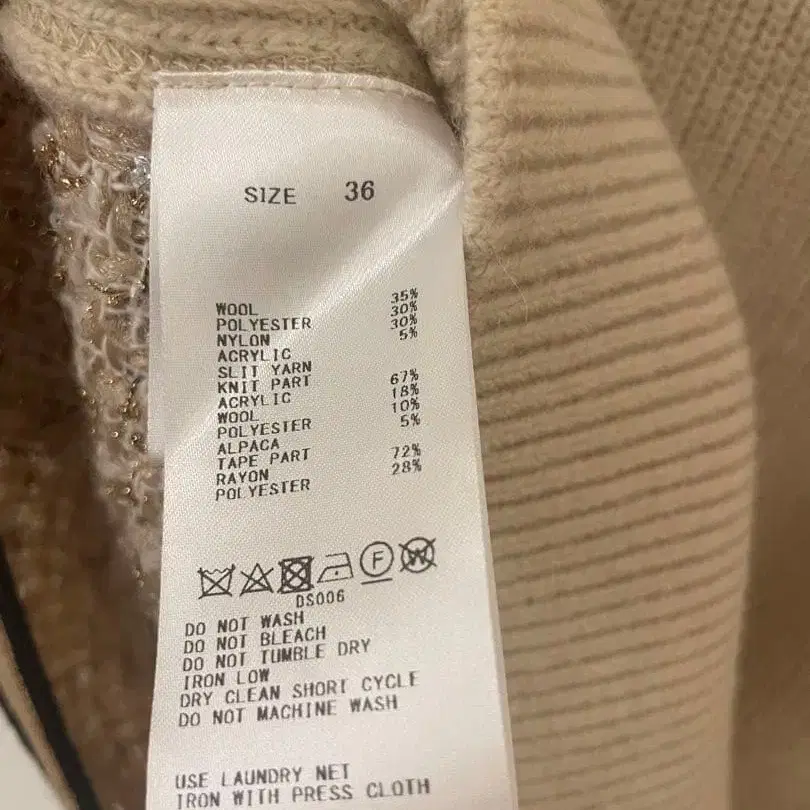 SIZE 36
WOOL 35%
POLYESTER 30%
NYLON 30%
ACRYLIC 5%
SLIT YARN
KNIT PART
ACRYLIC 67%
WOOL 18%
POLYESTER 10%
ALPACA 5%
TAPE PART
RAYON 72%
POLYESTER 28%
F W
DS006
DO NOT WASH
DO NOT BLEACH
DO NOT TUMBLE DRY
IRON LOW
DRY CLEAN SHORT CYCLE
DO NOT MACHINE WASH
USE LAUNDRY NET
IRON WITH PRESS CLOTH